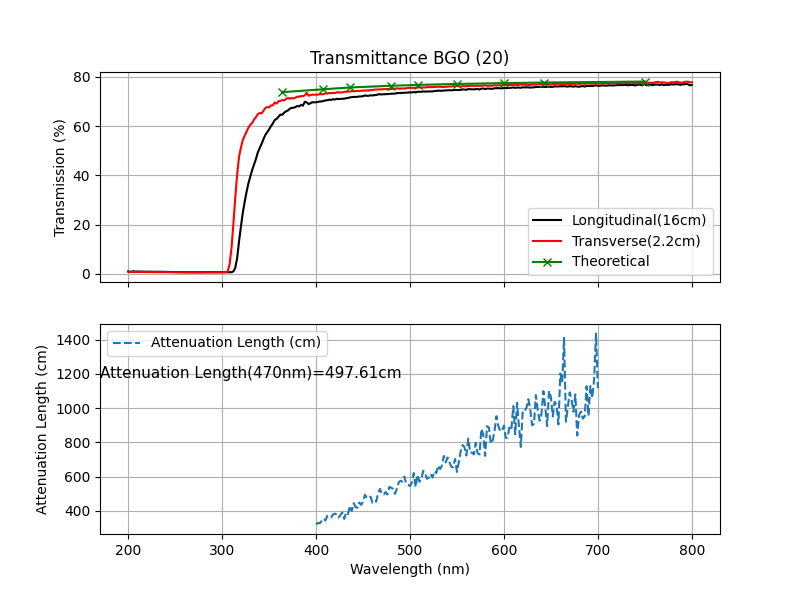 Transmittance BGO (20)
80
60
40
20
0
Transmission (%)
Longitudinal(16cm)
Transverse(2.2cm)
Theoretical
1400
1200
1000
800
600
400
Attenuation Length (cm)
Attenuation Length (cm)
Attenuation Length(470nm)=497.61cm
200 300 400 500 600 700 800
Wavelength (nm)